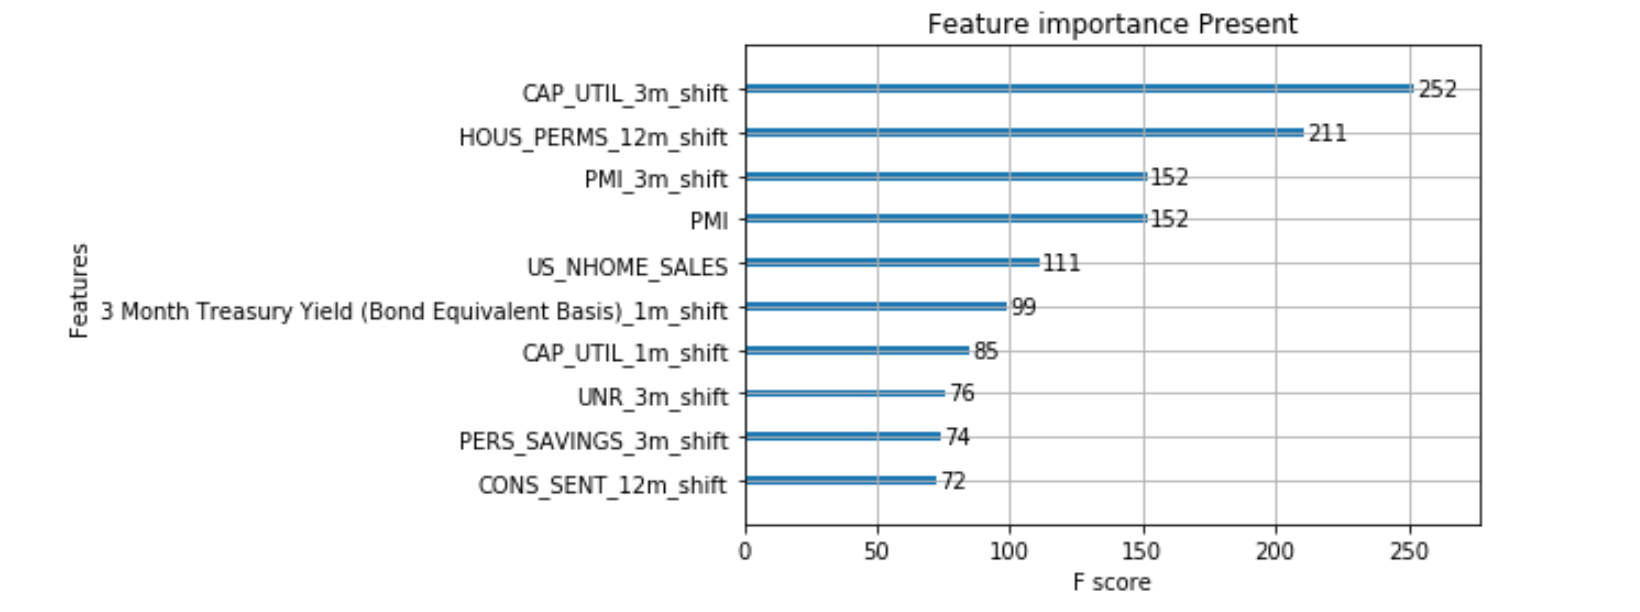 Feature importance Present
CAP_UTIL_3m_shift 252
HOUS_PERMS_12m_shift 211
PMI_3m_shift 152
PMI 152
US_NHOME_SALES 111
3 Month Treasury Yield (Bond Equivalent Basis)_1m_shift 99
CAP_UTIL_1m_shift 85
UNR_3m_shift 76
PERS_SAVINGS_3m_shift 74
CONS_SENT_12m_shift 72
Features
0 50 100 150 200 250
F score